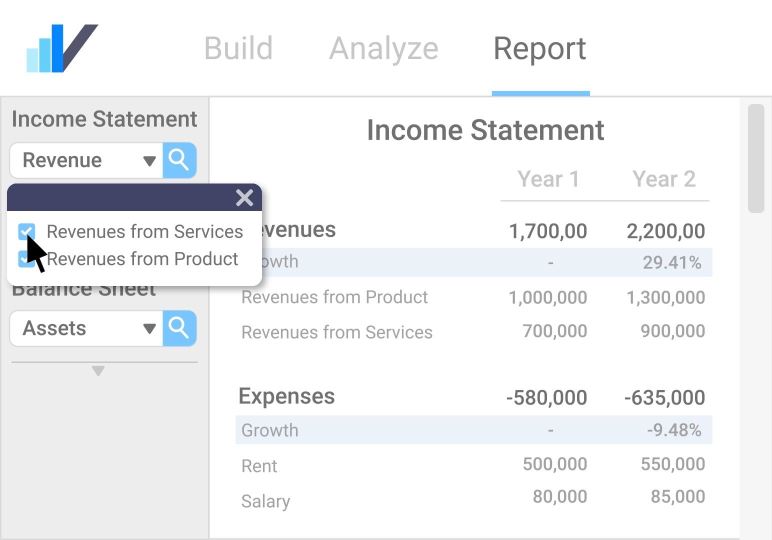 Build Analyze Report
Income Statement
Revenue
Revenues from Services
Revenues from Product
Balance Sheet
Assets
Income Statement
Year 1 Year 2
evenues 1,700,00 2,200,00
owth - 29.41%
Revenues from Product 1,000,000 1,300,000
Revenues from Services 700,000 900,000
Expenses -580,000 -635,000
Growth - -9.48%
Rent 500,000 550,000
Salary 80,000 85,000